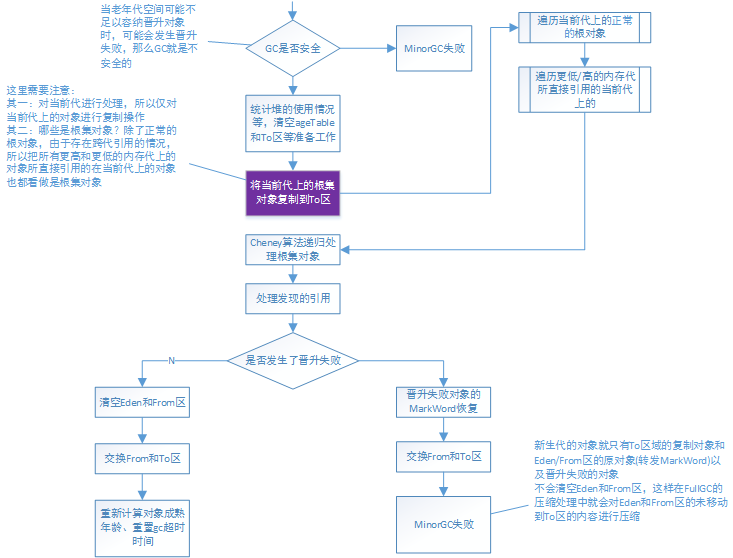 当老年代空间可能不
足以容纳晋升对象
时，可能会发生晋升
失败，那么GC就是不
安全的
GC是否安全
MinorGC失败
遍历当前代上的正常
的根对象
遍历更低/高的内存代
所直接引用的当前代
上的
这里需要注意：
其一：对当前代进行处理，所以仅对
当前代上的对象进行复制操作
其二：哪些是根集对象？除了正常的
根对象，由于存在跨代引用的情况，
所以把所有更高和更低的内存代上的
对象所直接引用的在当前代上的对象
也都看做是根集对象
统计堆的使用情况
等，清空ageTable
和To区等准备工作
将当前代上的根集
对象复制到To区
Cheney算法递归处
理根集对象
处理发现的引用
是否发生了晋升失败
N
清空Eden和From区
交换From和To区
重新计算对象成熟
年龄、重置gc超时
时间
晋升失败对象的
MarkWord恢复
交换From和To区
MinorGC失败
新生代的对象就只有To区域的复制对象和
Eden/From区的原对象(转发MarkWord)以
及晋升失败的对象
不会清空Eden和From区，这样在FullGC的
压缩处理中就会对Eden和From区的未移动
到To区的内容进行压缩